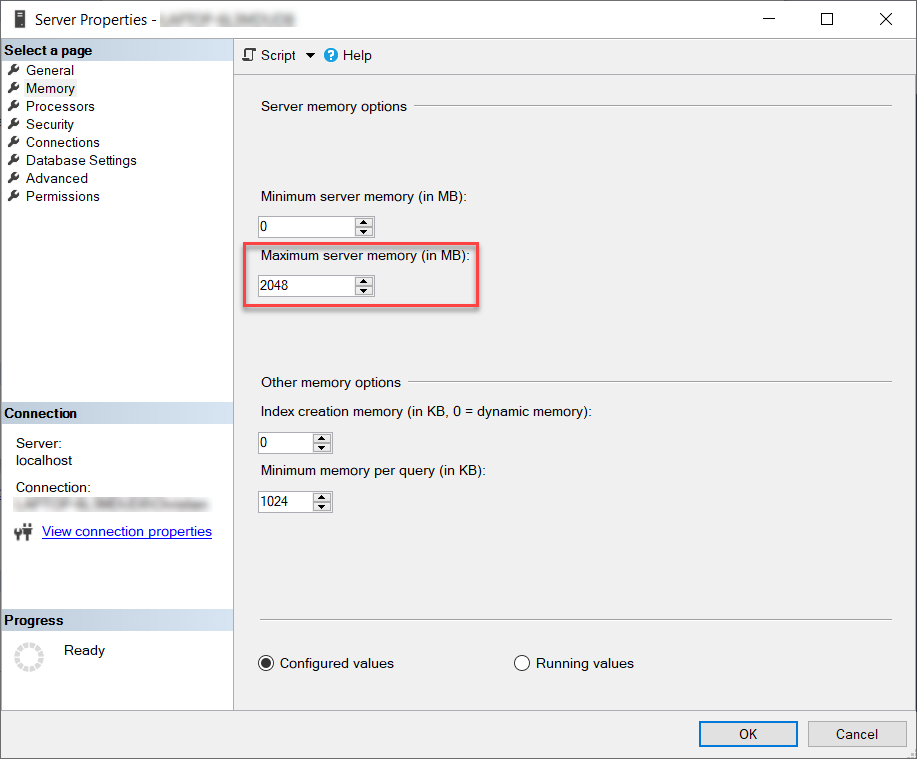 Server Properties -
Script
Help
Select a page
General
Memory
Processors
Security
Connections
Database Settings
Advanced
Permissions
Server memory options
Minimum server memory (in MB):
0
Maximum server memory (in MB):
2048
Other memory options
Index creation memory (in KB, 0 = dynamic memory):
0
Minimum memory per query (in KB):
1024
Configured values
Running values
Connection
Server:
localhost
Connection:
View connection properties
Progress
Ready
OK
Cancel